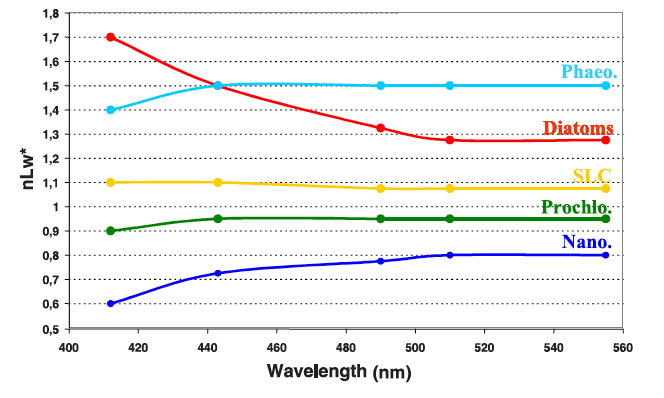 1,8
1,7
1,6
1,5
1,4
1,3
1,2
1,1
1
0,9
0,8
0,7
0,6
0,5
nLw*
Phaeo.
Diatoms
SLC
Prochlo.
Nano.
400 420 440 460 480 500 520 540 560
Wavelength (nm)